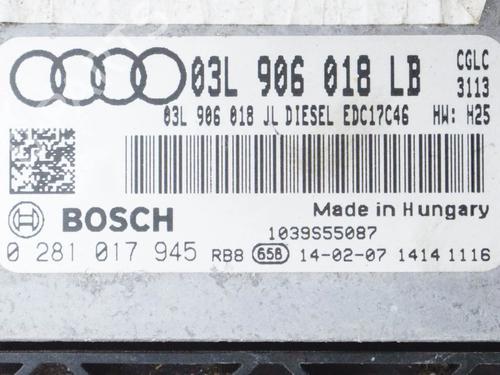 03L 906 018 LB CGLC
3113
03L 906 018 JL DIESEL EDC17C46 HW: H25
BOSCH Made in Hungary
1039S55087
0 281 017 945 RB8 658 14-02-07 1414 1116